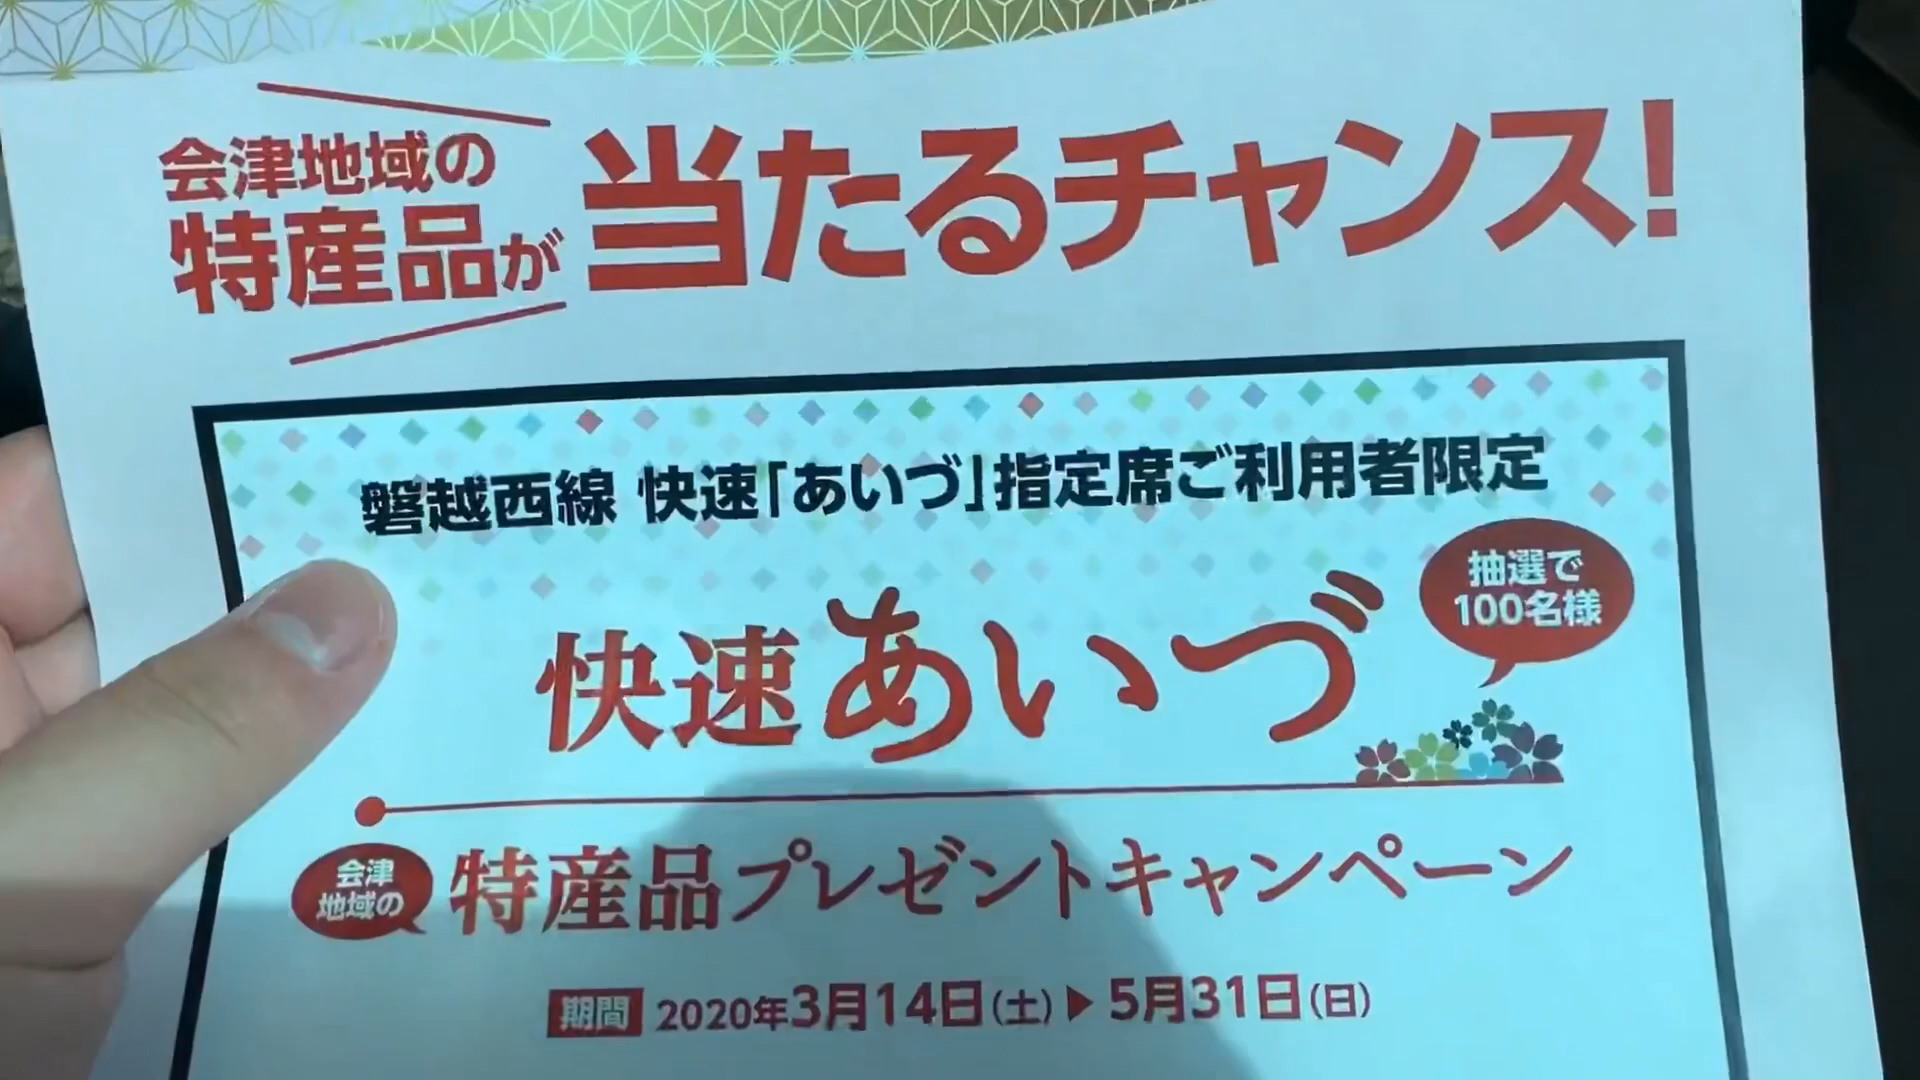 会津地域の
特産品が
当たるチャンス!
磐越西線 快速「あいづ」指定席ご利用者限定
抽選で
100名様
快速あいづ
会津
地域の
特産品プレゼントキャンペーン
期間 2020年3月14日(土)▶5月31日(日)